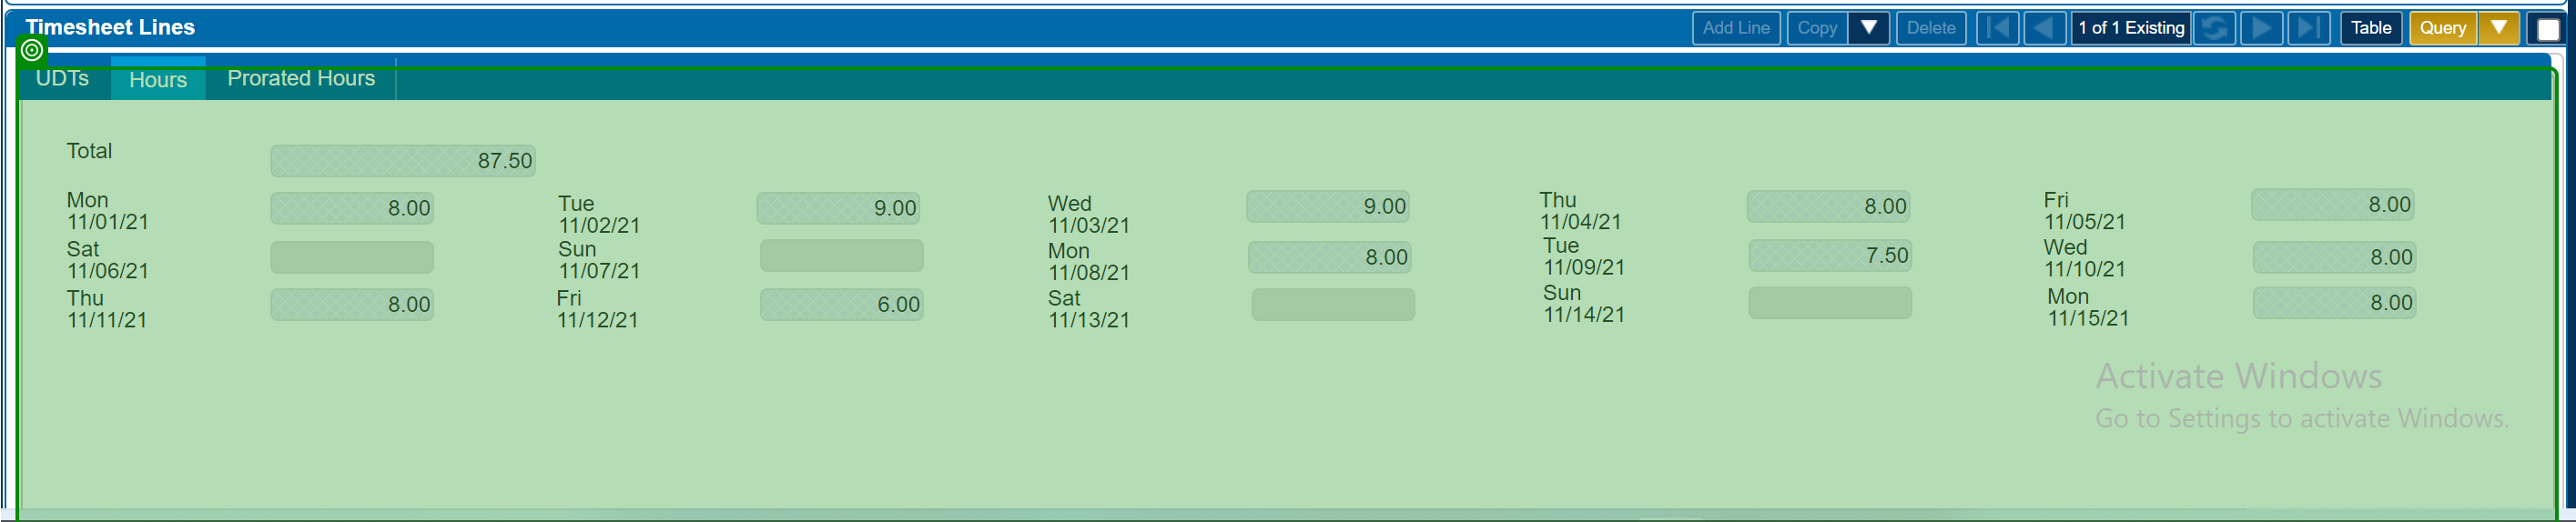 Timesheet Lines
Add Line Copy Delete 1 of 1 Existing Table Query
UDTs Hours Prorated Hours
Total 87.50
Mon 11/01/21 8.00
Tue 11/02/21 9.00
Wed 11/03/21 9.00
Thu 11/04/21 8.00
Fri 11/05/21 8.00
Sat 11/06/21
Sun 11/07/21
Mon 11/08/21 8.00
Tue 11/09/21 7.50
Wed 11/10/21 8.00
Thu 11/11/21 8.00
Fri 11/12/21 6.00
Sat 11/13/21
Sun 11/14/21
Mon 11/15/21 8.00
Activate Windows
Go to Settings to activate Windows.